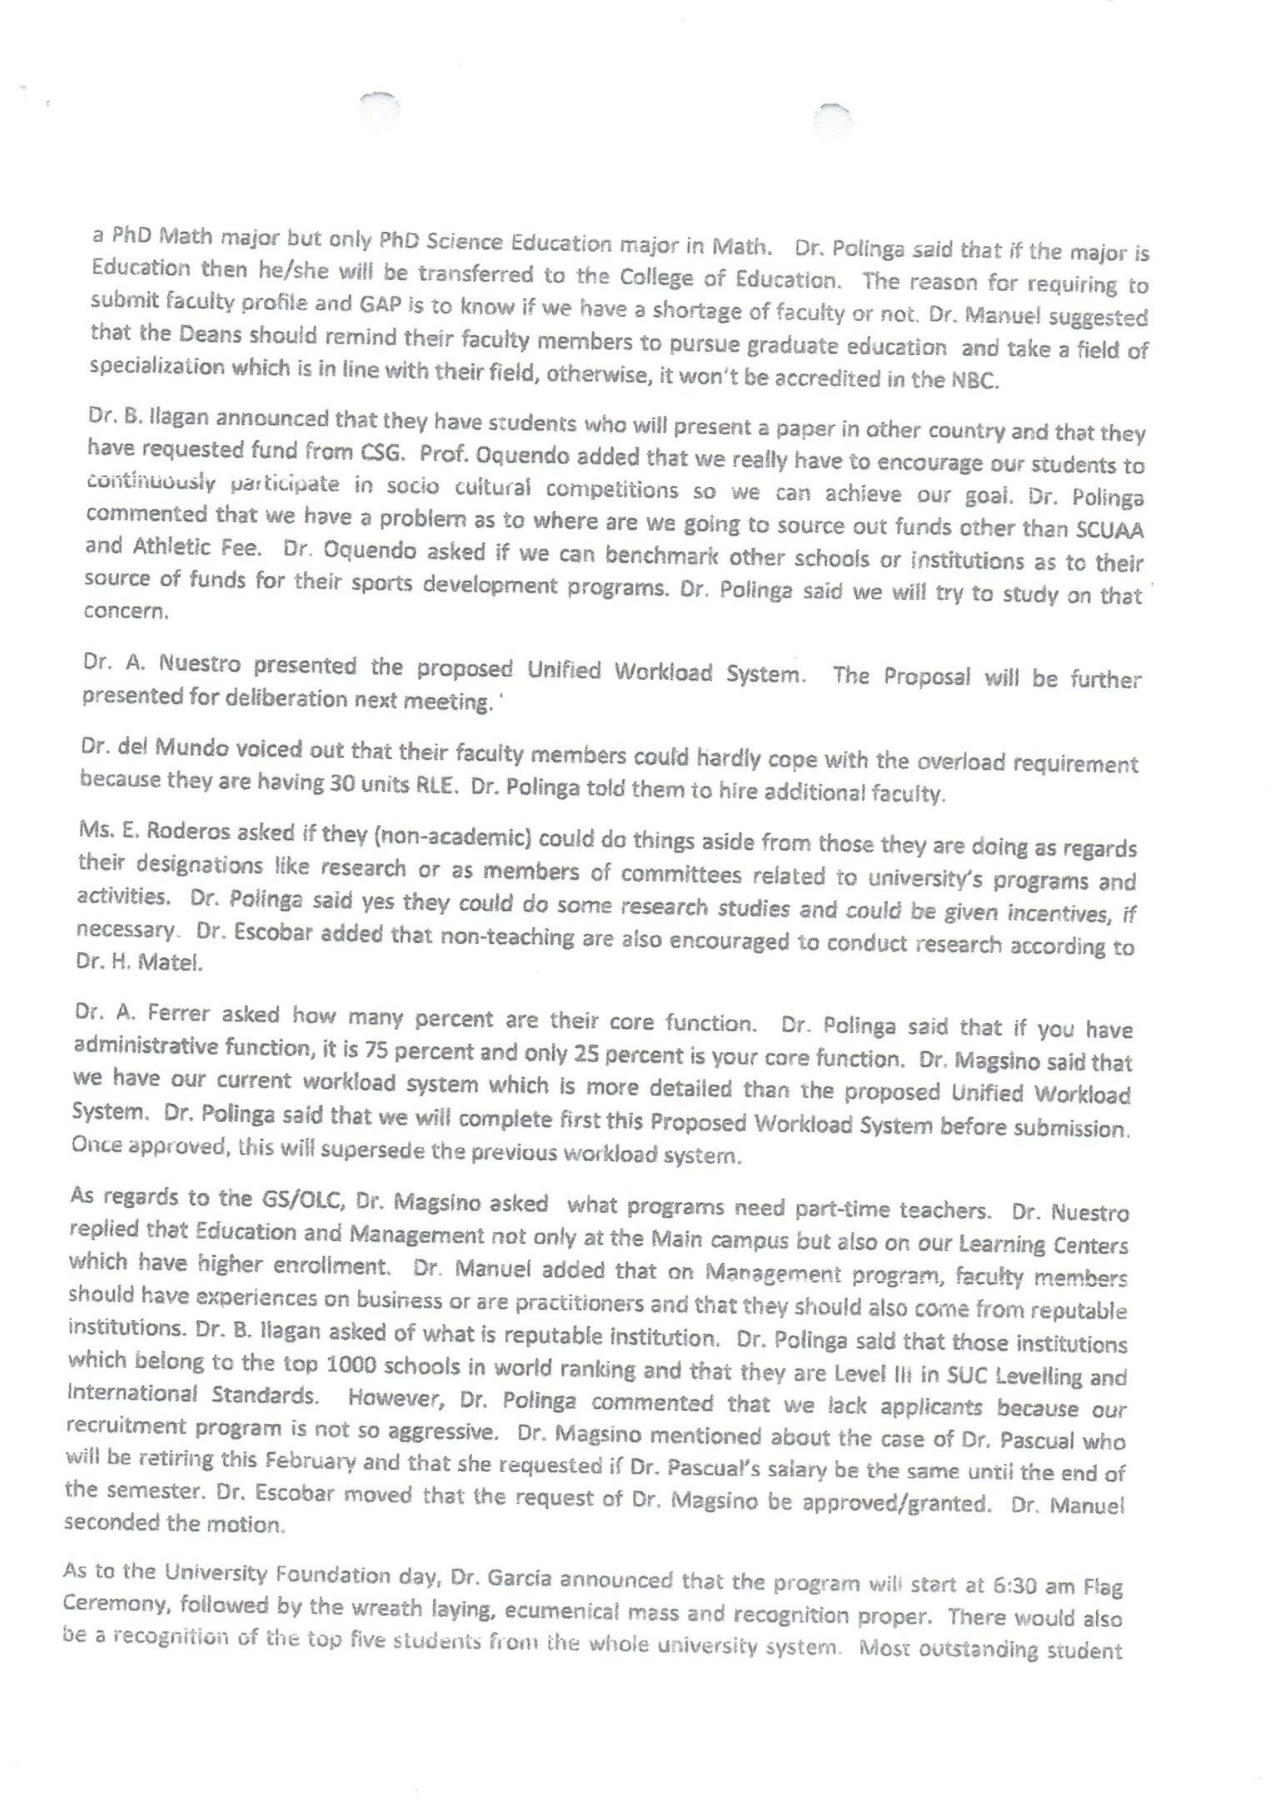 a PhD Math major but only PhD Science Education major in Math. Dr. Polinga said that if the major is
Education then he/she will be transferred to the College of Education. The reason for requiring to
submit faculty profile and GAP is to know if we have a shortage of faculty or not. Dr. Manuel suggested
that the Deans should remind their faculty members to pursue graduate education and take a field of
specialization which is in line with their field, otherwise, it won't be accredited in the NBC.
Dr. B. Ilagan announced that they have students who will present a paper in other country and that they
have requested fund from CSG. Prof. Oquendo added that we really have to encourage our students to
continuously participate in socio cultural competitions so we can achieve our goal. Dr. Polinga
commented that we have a problem as to where are we going to source out funds other than SCUAA
and Athletic Fee. Dr. Oquendo asked if we can benchmark other schools or institutions as to their
source of funds for their sports development programs. Dr. Polinga said we will try to study on that
concern.
Dr. A. Nuestro presented the proposed Unified Workload System. The Proposal will be further
presented for deliberation next meeting.
Dr. del Mundo voiced out that their faculty members could hardly cope with the overload requirement
because they are having 30 units RLE. Dr. Polinga told them to hire additional faculty.
Ms. E. Roderos asked if they (non-academic) could do things aside from those they are doing as regards
their designations like research or as members of committees related to university's programs and
activities. Dr. Polinga said yes they could do some research studies and could be given incentives, if
necessary. Dr. Escobar added that non-teaching are also encouraged to conduct research according to
Dr. H. Matel.
Dr. A. Ferrer asked how many percent are their core function. Dr. Polinga said that if you have
administrative function, it is 75 percent and only 25 percent is your core function. Dr. Magsino said that
we have our current workload system which is more detailed than the proposed Unified Workload
System. Dr. Polinga said that we will complete first this Proposed Workload System before submission.
Once approved, this will supersede the previous workload system.
As regards to the GS/OLC, Dr. Magsino asked what programs need part-time teachers. Dr. Nuestro
replied that Education and Management not only at the Main campus but also on our Learning Centers
which have higher enrollment. Dr. Manuel added that on Management program, faculty members
should have experiences on business or are practitioners and that they should also come from reputable
institutions. Dr. B. Ilagan asked of what is reputable institution. Dr. Polinga said that those institutions
which belong to the top 1000 schools in world ranking and that they are Level III in SUC Levelling and
International Standards. However, Dr. Polinga commented that we lack applicants because our
recruitment program is not so aggressive. Dr. Magsino mentioned about the case of Dr. Pascual who
will be retiring this February and that she requested if Dr. Pascual's salary be the same until the end of
the semester. Dr. Escobar moved that the request of Dr. Magsino be approved/granted. Dr. Manuel
seconded the motion.
As to the University Foundation day, Dr. Garcia announced that the program will start at 6:30 am Flag
Ceremony, followed by the wreath laying, ecumenical mass and recognition proper. There would also
be a recognition of the top five students from the whole university system. Most outstanding student